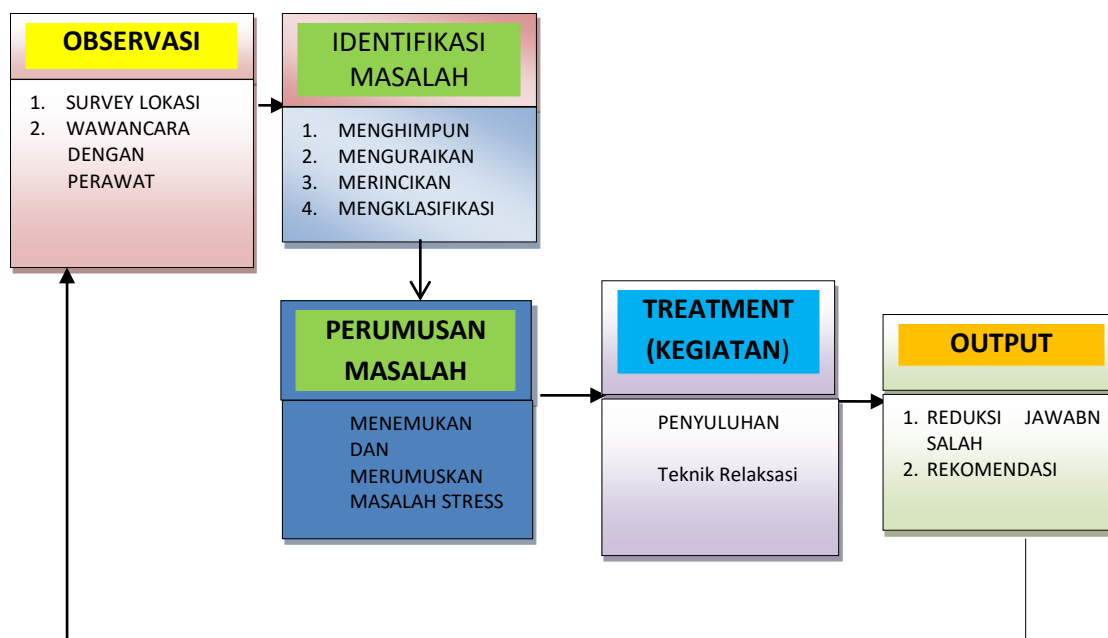 OBSERVASI
1. SURVEY LOKASI
2. WAWANCARA
DENGAN
PERAWAT
IDENTIFIKASI
MASALAH
1. MENGHIMPUN
2. MENGURAIKAN
3. MERINCIKAN
4. MENGKLASIFIKASI
PERUMUSAN
MASALAH
MENEMUKAN
DAN
MERUMUSKAN
MASALAH STRESS
TREATMENT
(KEGIATAN)
PENYULUHAN
Teknik Relaksasi
OUTPUT
1. REDUKSI JAWABN
SALAH
2. REKOMENDASI